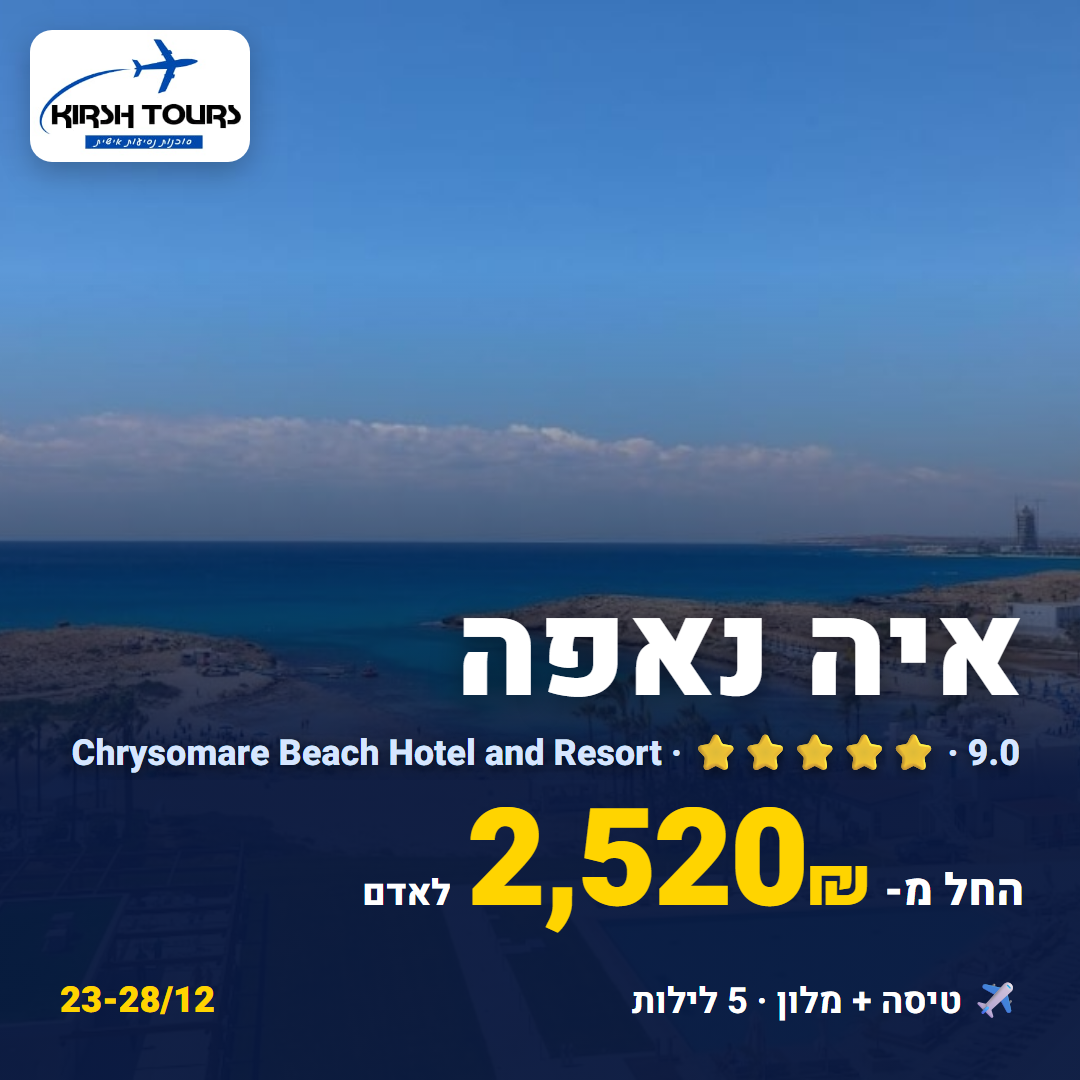 KIRSH TOURS
סוכנות נסיעות אישית
איה נאפה
Chrysomare Beach Hotel and Resort · ⭐⭐⭐⭐⭐ · 9.0
החל מ- ₪2,520 לאדם
✈️ טיסה + מלון · 5 לילות
23-28/12